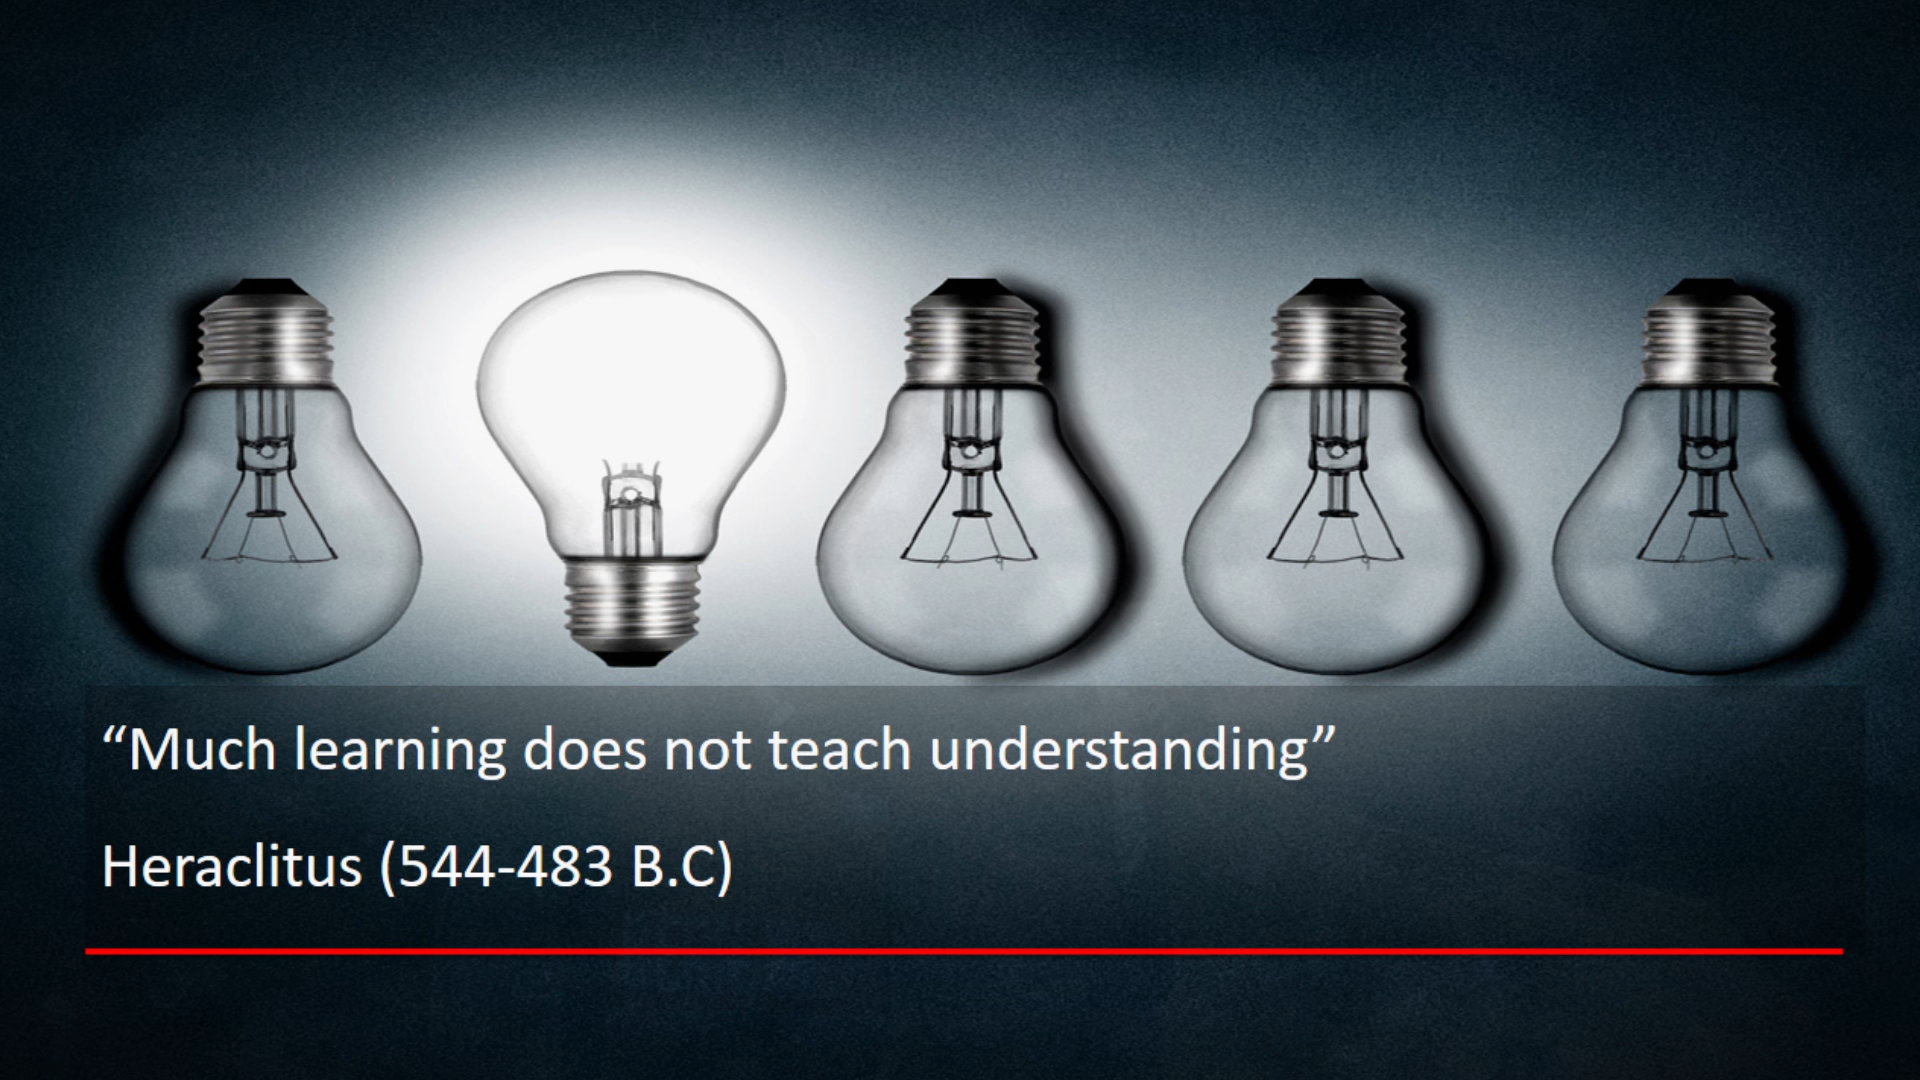 “Much learning does not teach understanding”
Heraclitus (544-483 B.C)